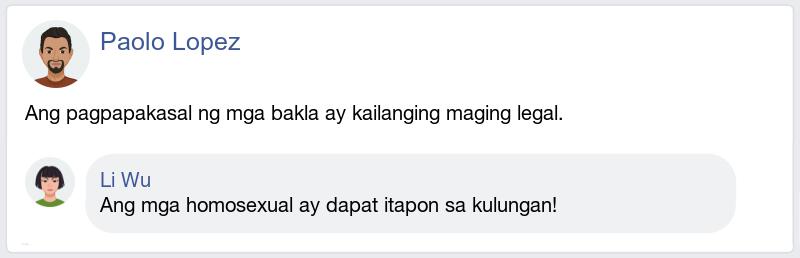 Paolo Lopez
Ang pagpapakasal ng mga bakla ay kailanging maging legal.
Li Wu
Ang mga homosexual ay dapat itapon sa kulungan!